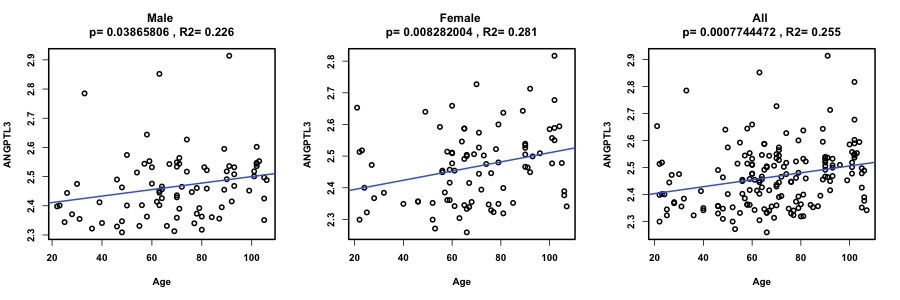 Male
p= 0.03865806 , R2= 0.226
ANGPTL3
2.3 2.4 2.5 2.6 2.7 2.8 2.9
20 40 60 80 100
Age
Female
p= 0.008282004 , R2= 0.281
ANGPTL3
2.3 2.4 2.5 2.6 2.7 2.8
20 40 60 80 100
Age
All
p= 0.0007744472 , R2= 0.255
ANGPTL3
2.3 2.4 2.5 2.6 2.7 2.8 2.9
20 40 60 80 100
Age